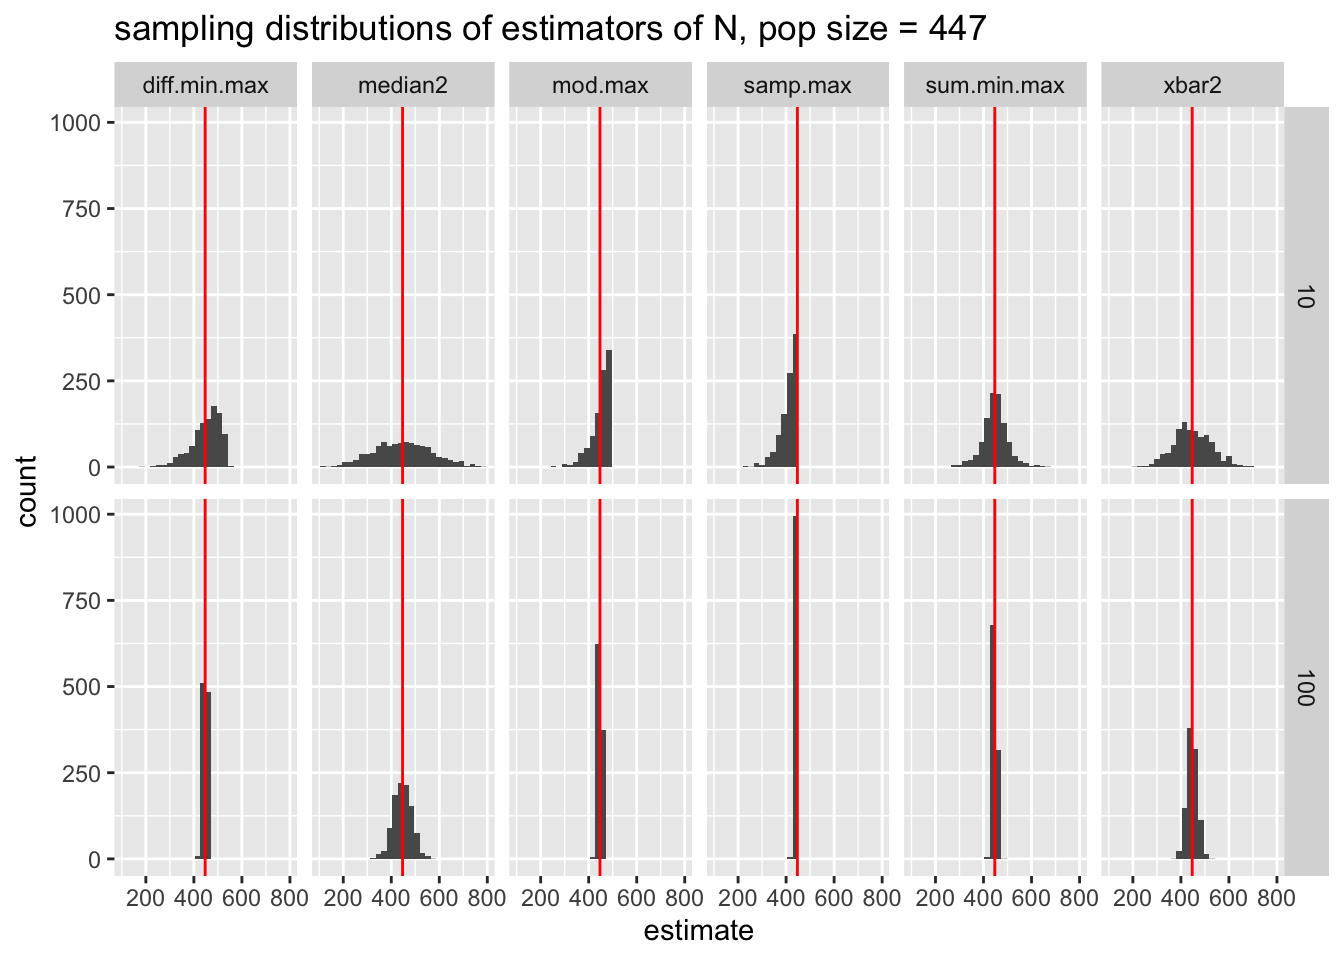 sampling distributions of estimators of N, pop size = 447
diff.min.max median2 mod.max samp.max sum.min.max xbar2
1000
750
500
250
0
10
count
1000
750
500
250
0
100
200 400 600 800 200 400 600 800 200 400 600 800 200 400 600 800 200 400 600 800 200 400 600 800
estimate